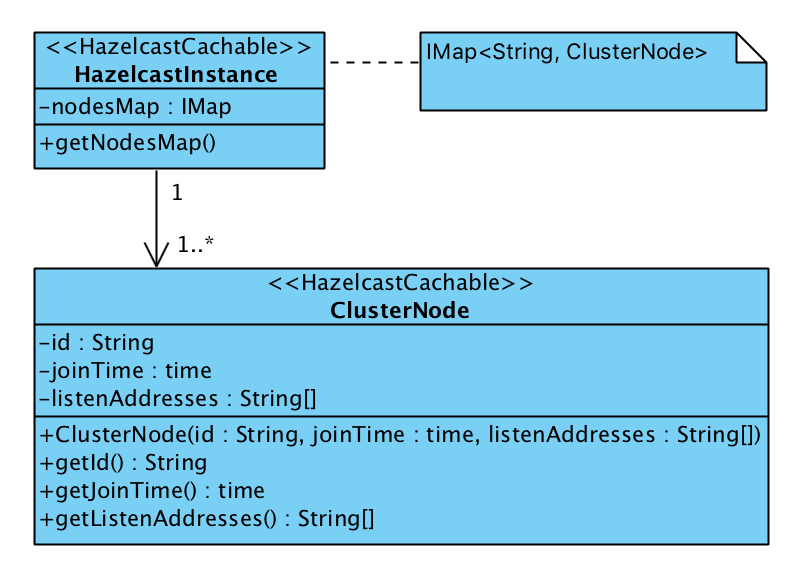 <<HazelcastCachable>>
HazelcastInstance
-nodesMap : IMap
+getNodesMap()
IMap<String, ClusterNode>
1
1..*
<<HazelcastCachable>>
ClusterNode
-id : String
-joinTime : time
-listenAddresses : String[]
+ClusterNode(id : String, joinTime : time, listenAddresses : String[])
+getId() : String
+getJoinTime() : time
+getListenAddresses() : String[]